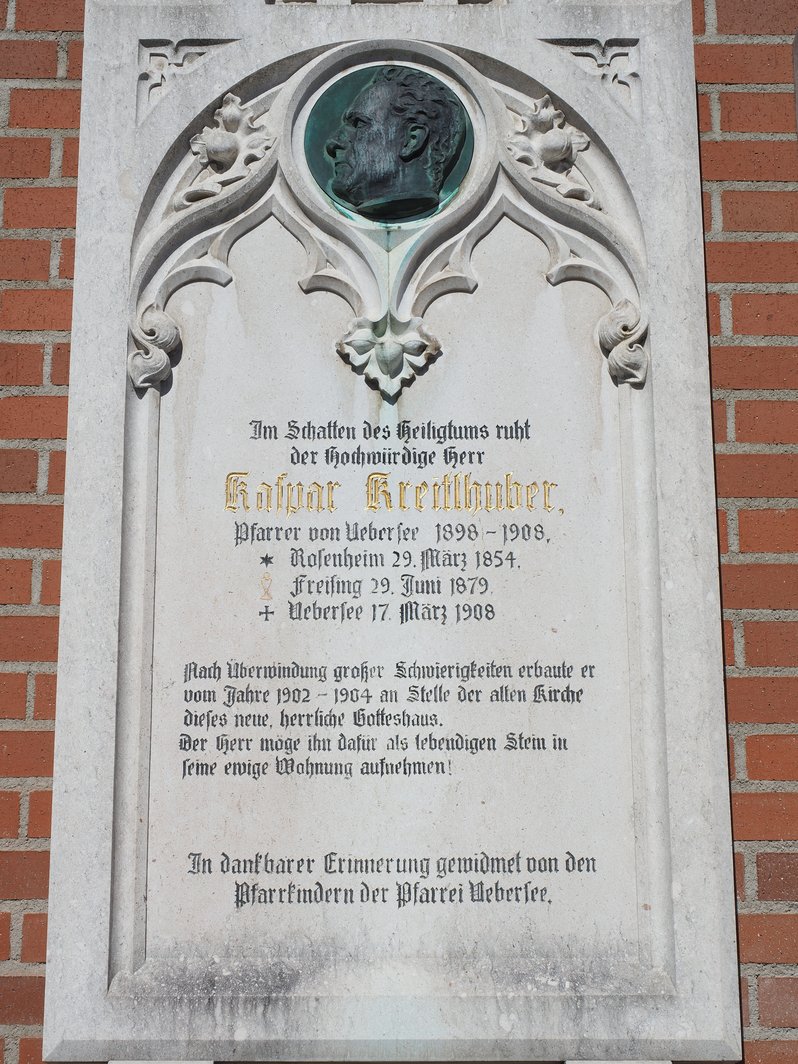 Im Schatten des Heiligtums ruht
der Hochwürdige Herr
Kaspar Kreitlhuber,
Pfarrer von Uebersee 1898 - 1908,
✶ Rosenheim 29. März 1854,
Freising 29. Juni 1879
✝ Uebersee 17. März 1908
Nach Überwindung großer Schwierigkeiten erbaute er
vom Jahre 1902 - 1904 an Stelle der alten Kirche
dieses neue, herrliche Gotteshaus.
Der Herr möge ihn dafür als lebendigen Stein in
seine ewige Wohnung aufnehmen!
In dankbarer Erinnerung gewidmet von den
Pfarrkindern der Pfarrei Uebersee.